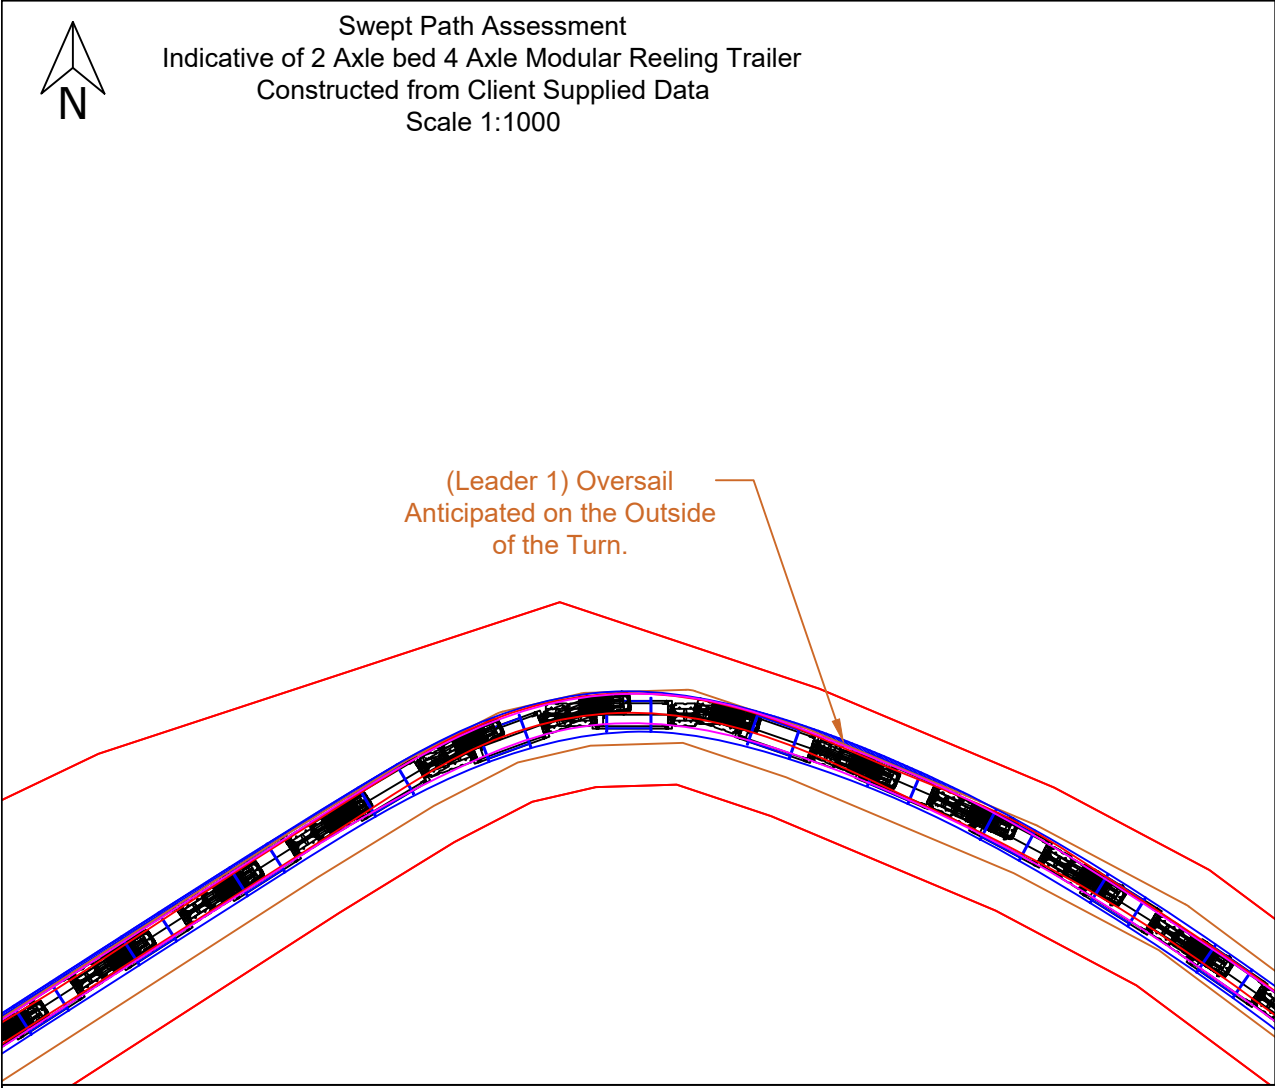 Swept Path Assessment
Indicative of 2 Axle bed 4 Axle Modular Reeling Trailer
Constructed from Client Supplied Data
Scale 1:1000
N
(Leader 1) Oversail
Anticipated on the Outside
of the Turn.